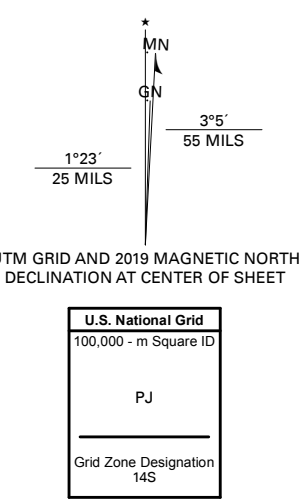 ★
MN
GN
3°5´
55 MILS
1°23´
25 MILS
UTM GRID AND 2019 MAGNETIC NORTH
DECLINATION AT CENTER OF SHEET
U.S. National Grid
100,000 - m Square ID
PJ
Grid Zone Designation
14S